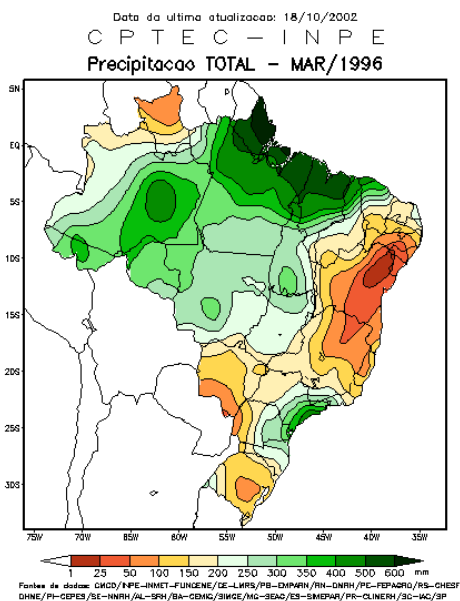 Data da ultima atualizacao: 18/10/2002
CPTEC-INPE
Precipitacao TOTAL - MAR/1996
5N
EQ
5S
10S
15S
20S
25S
30S
75W 70W 65W 60W 55W 50W 45W 40W 35W
1 25 50 100 150 200 250 300 350 400 500 600 mm
Fontes de dados: CMCD/INPE-INMET-FUNCEME/CE-LMRS/PB-EMPARN/RN-DNRH/PE-FEPAGRO/RS-CHESF
DHNE/PI-CEPES/SE-NNRH/AL-SRH/BA-CEMIG/SIMGE/MG-SEAG/ES-SIMEPAR/PR-CLINERH/SC-IAC/SP